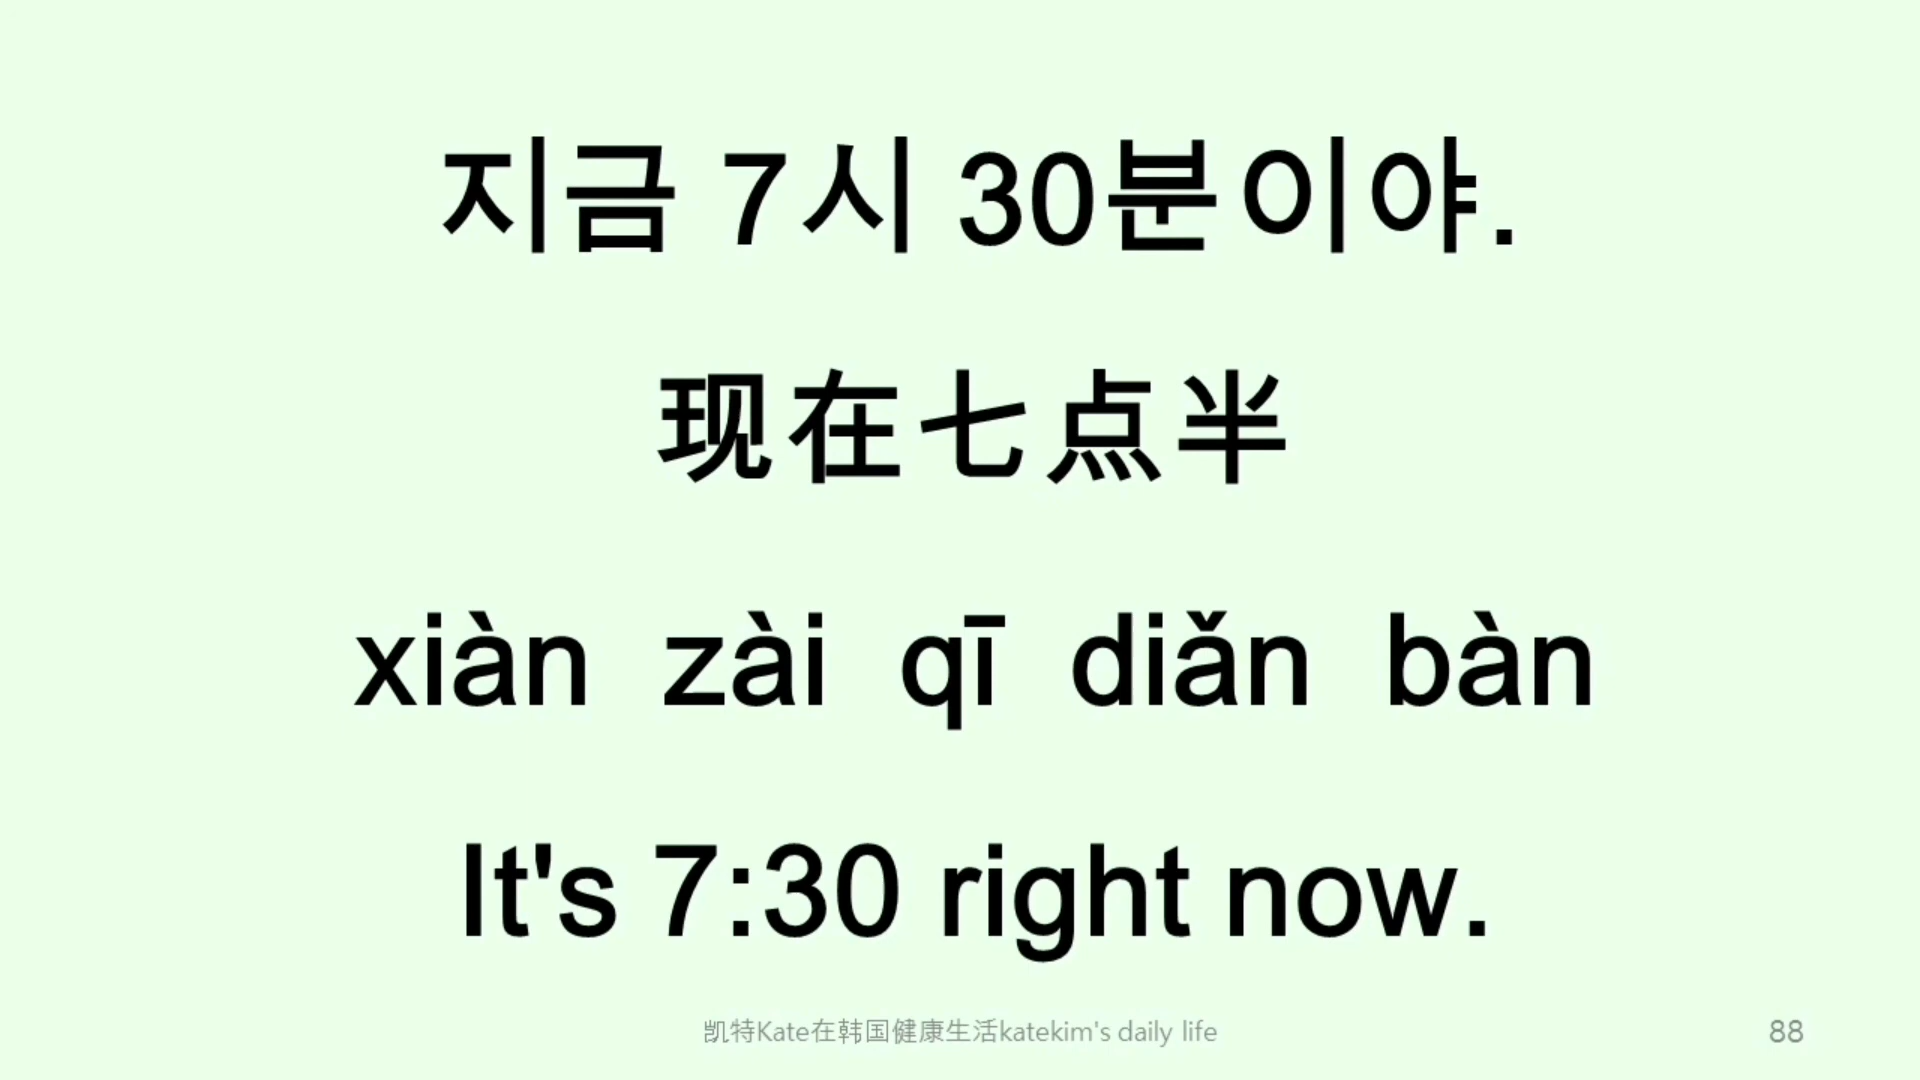 지금 7시 30분이야.
现在七点半
xiàn zài qī diǎn bàn
It's 7:30 right now.
凯特Kate在韩国健康生活katekim's daily life
88